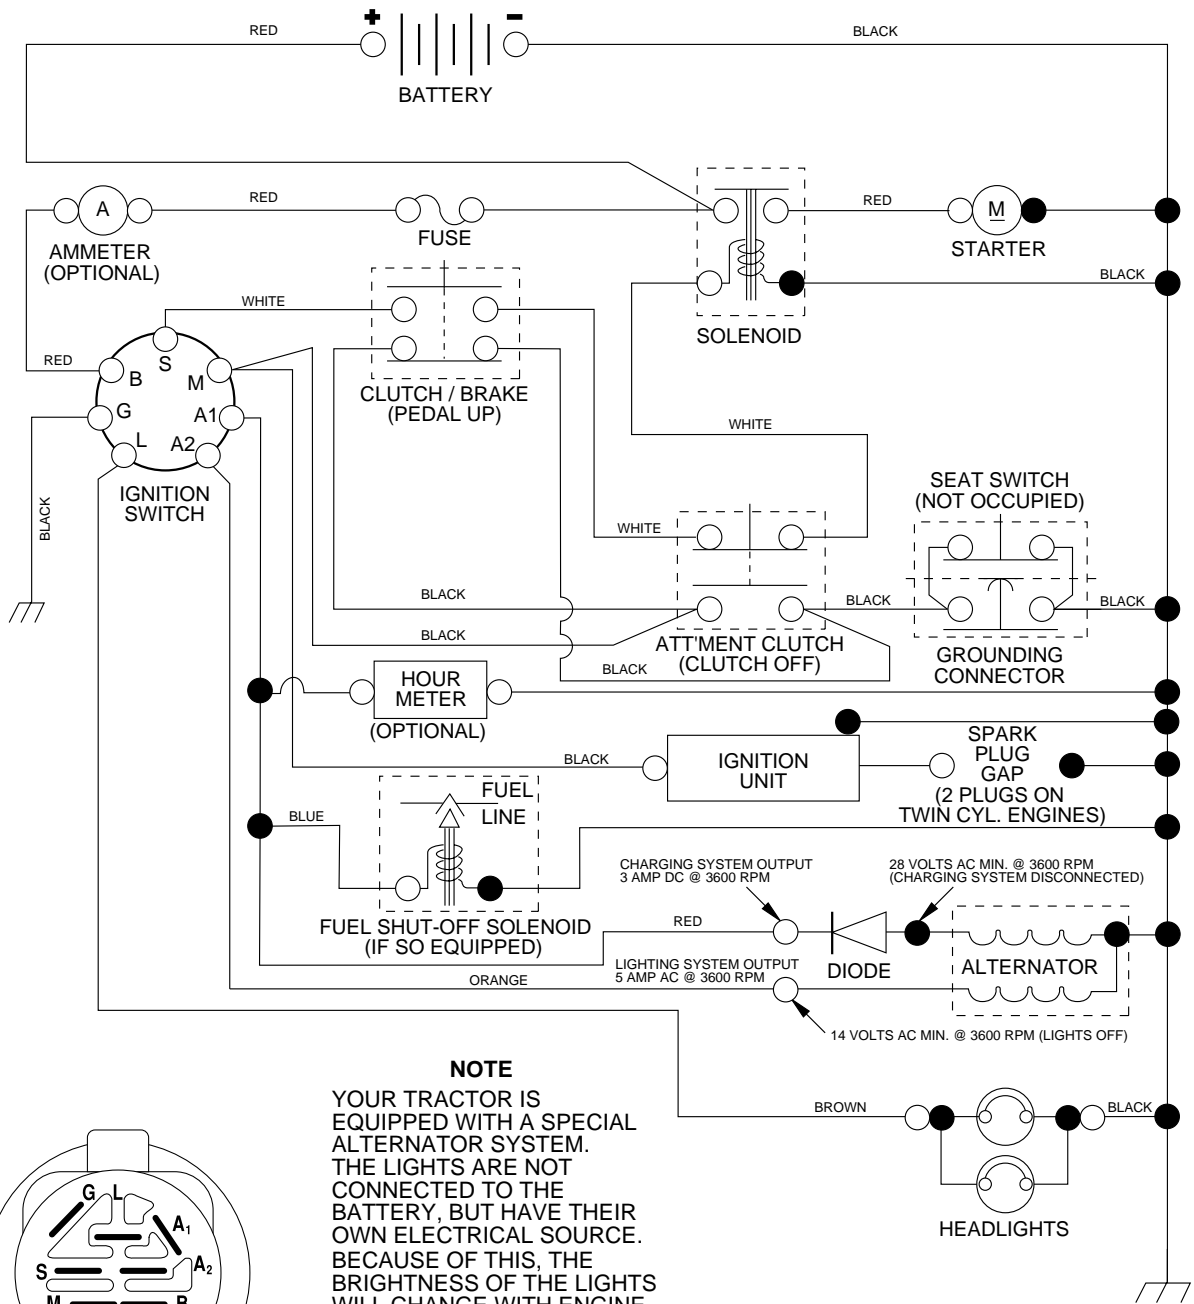 + -
RED
BLACK
BATTERY
A
RED
FUSE
RED
M
STARTER
AMMETER
(OPTIONAL)
BLACK
SOLENOID
WHITE
RED
S
B
M
G
A1
L
A2
IGNITION
SWITCH
BLACK
CLUTCH / BRAKE
(PEDAL UP)
WHITE
SEAT SWITCH
(NOT OCCUPIED)
WHITE
BLACK
BLACK
BLACK
BLACK
ATT'MENT CLUTCH
(CLUTCH OFF)
BLACK
GROUNDING
CONNECTOR
HOUR
METER
(OPTIONAL)
BLACK
IGNITION
UNIT
SPARK
PLUG
GAP
(2 PLUGS ON
TWIN CYL. ENGINES)
FUEL
LINE
BLUE
FUEL SHUT-OFF SOLENOID
(IF SO EQUIPPED)
CHARGING SYSTEM OUTPUT
3 AMP DC @ 3600 RPM
28 VOLTS AC MIN. @ 3600 RPM
(CHARGING SYSTEM DISCONNECTED)
RED
DIODE
ALTERNATOR
LIGHTING SYSTEM OUTPUT
5 AMP AC @ 3600 RPM
ORANGE
14 VOLTS AC MIN. @ 3600 RPM (LIGHTS OFF)
BROWN
BLACK
HEADLIGHTS
NOTE
YOUR TRACTOR IS
EQUIPPED WITH A SPECIAL
ALTERNATOR SYSTEM.
THE LIGHTS ARE NOT
CONNECTED TO THE
BATTERY, BUT HAVE THEIR
OWN ELECTRICAL SOURCE.
BECAUSE OF THIS, THE
BRIGHTNESS OF THE LIGHTS
WILL CHANGE WITH ENGINE
G L
A1
S
A2
M
B